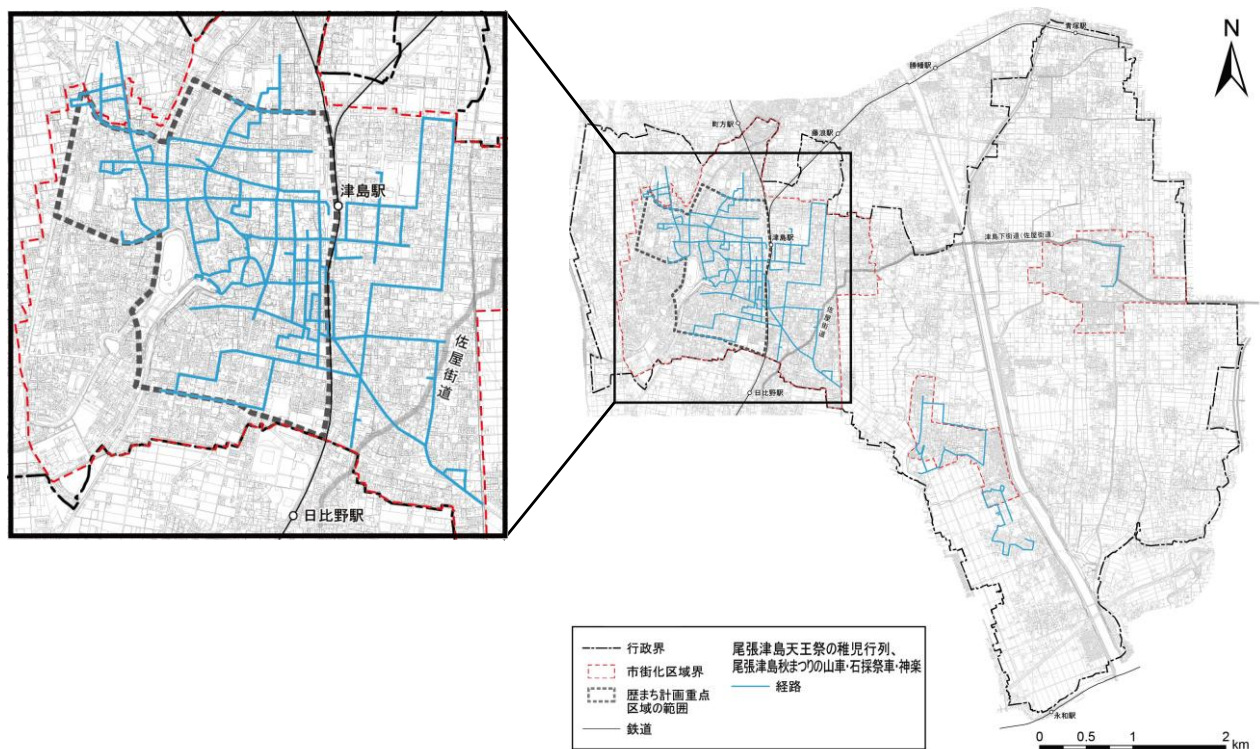 津島駅
佐屋街道
日比野駅
N
青塚駅
勝幡駅
町方駅
藤浪駅
津島駅
津島下街道(佐屋街道)
佐屋街道
日比野駅
永和駅
行政界
市街化区域界
歴まち計画重点
区域の範囲
鉄道
尾張津島天王祭の稚児行列、
尾張津島秋まつりの山車・石採祭車・神楽
経路
0 0.5 1 2
km